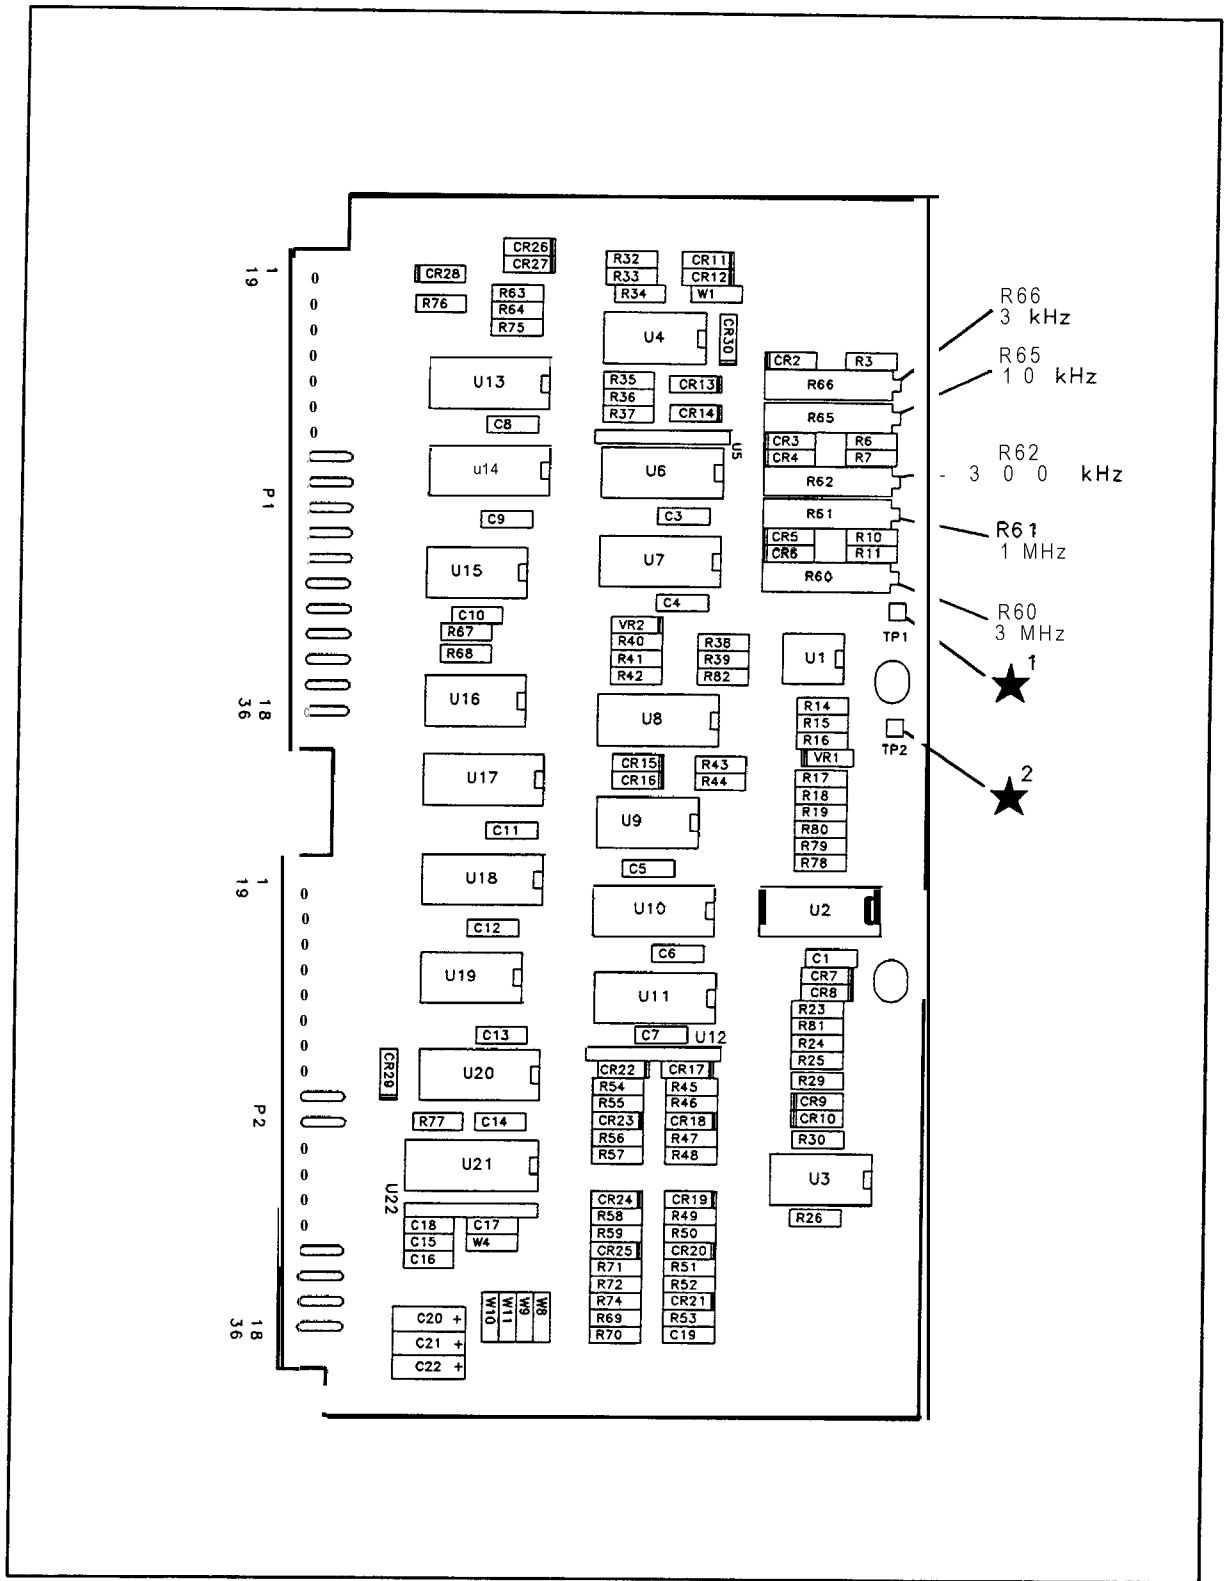 1
19
P1
18
36
1
19
P2
18
36
CR26
CR27
CR28
R76
R63
R64
R75
U13
C8
u14
C9
U15
C10
R67
R68
U16
U17
C11
U18
C12
U19
C13
CR29
U20
R77
C14
U21
U22
C18
C17
C15
W4
C16
W10
W11
W9
W8
C20 +
C21 +
C22 +
R32
R33
R34
CR11
CR12
W1
U4
CR30
R35
R36
R37
CR13
CR14
U5
U6
C3
U7
C4
VR2
R40
R41
R42
R38
R39
R82
U8
CR15
CR16
R43
R44
U9
C5
U10
C6
U11
C7
U12
CR22
R54
R55
CR23
R56
R57
CR17
R45
R46
CR18
R47
R48
CR24
R58
R59
CR25
R71
R72
R74
R69
R70
CR19
R49
R50
CR20
R51
R52
CR21
R53
C19
CR2
R3
R66
R65
CR3
R6
CR4
R7
R62
R61
CR5
R10
CR6
R11
R60
TP1
U1
R14
R15
R16
VR1
TP2
R17
R18
R19
R80
R79
R78
U2
C1
CR7
CR8
R23
R81
R24
R25
R29
CR9
CR10
R30
U3
R26
R66
3 kHz
R65
10 kHz
R62
300 kHz
R61
1 MHz
R60
3 MHz
1
2